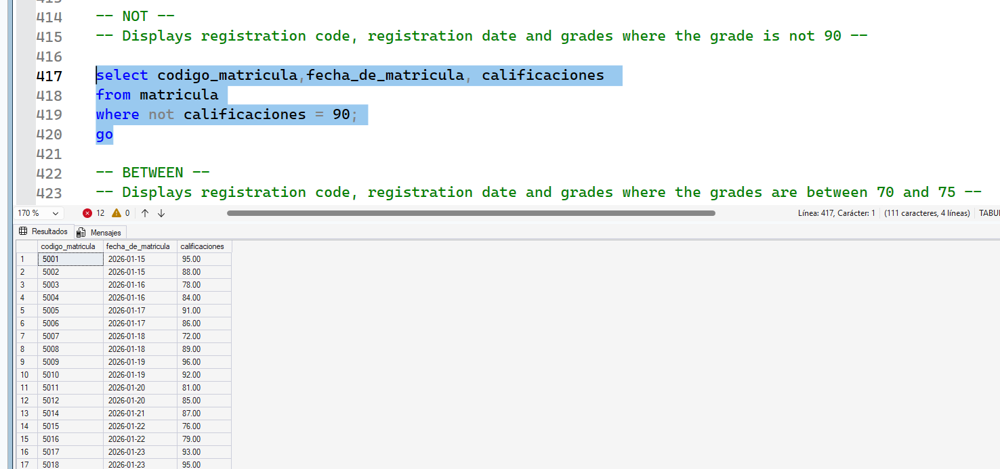 414 -- NOT --
415 -- Displays registration code, registration date and grades where the grade is not 90 --
416
417 select codigo_matricula,fecha_de_matricula, calificaciones
418 from matricula
419 where not calificaciones = 90;
420 go
421
422 -- BETWEEN --
423 -- Displays registration code, registration date and grades where the grades are between 70 and 75 --
170 % 12 0 Línea: 417, Carácter: 1 (111 caracteres, 4 líneas)
Resultados Mensajes
codigo_matricula fecha_de_matricula calificaciones
1 5001 2026-01-15 95.00
2 5002 2026-01-15 88.00
3 5003 2026-01-16 78.00
4 5004 2026-01-16 84.00
5 5005 2026-01-17 91.00
6 5006 2026-01-17 86.00
7 5007 2026-01-18 72.00
8 5008 2026-01-18 89.00
9 5009 2026-01-19 96.00
10 5010 2026-01-19 92.00
11 5011 2026-01-20 81.00
12 5012 2026-01-20 85.00
13 5014 2026-01-21 87.00
14 5015 2026-01-22 76.00
15 5016 2026-01-22 79.00
16 5017 2026-01-23 93.00
17 5018 2026-01-23 95.00